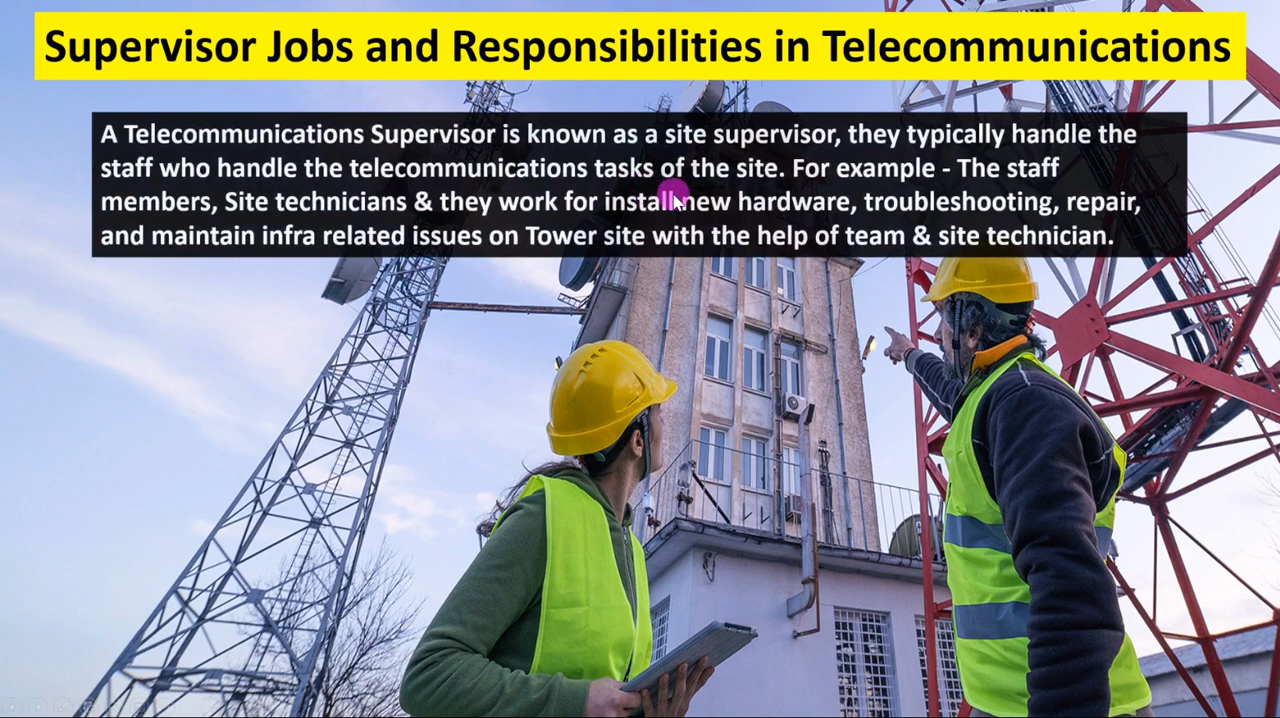 Supervisor Jobs and Responsibilities in Telecommunications
A Telecommunications Supervisor is known as a site supervisor, they typically handle the
staff who handle the telecommunications tasks of the site. For example - The staff
members, Site technicians & they work for install new hardware, troubleshooting, repair,
and maintain infra related issues on Tower site with the help of team & site technician.